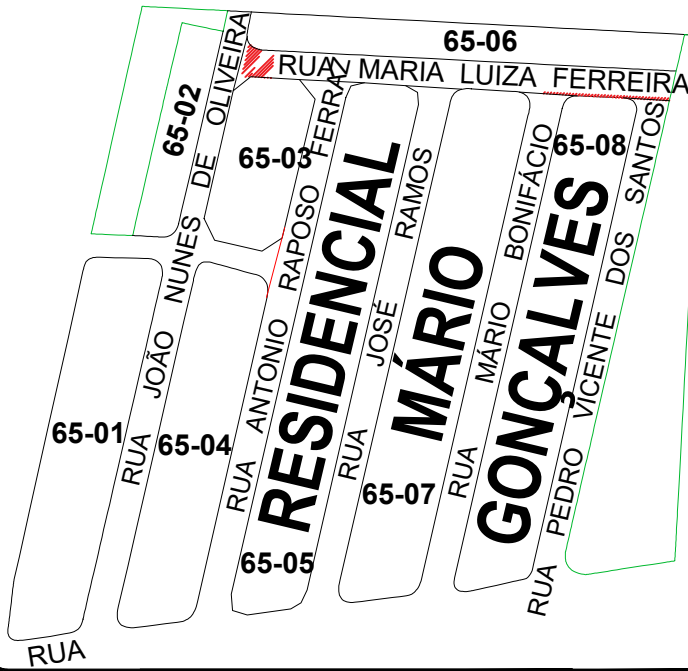 65-06
RUA MARIA LUIZA FERREIRA
65-02
65-03
65-08
RUA JOÃO NUNES DE OLIVEIRA
RUA ANTONIO RAPOSO FERRAZ
RESIDENCIAL
RUA JOSÉ RAMOS
MÁRIO
RUA MÁRIO BONIFÁCIO
GONÇALVES
RUA PEDRO VICENTE DOS SANTOS
65-01
65-04
65-07
65-05
RUA